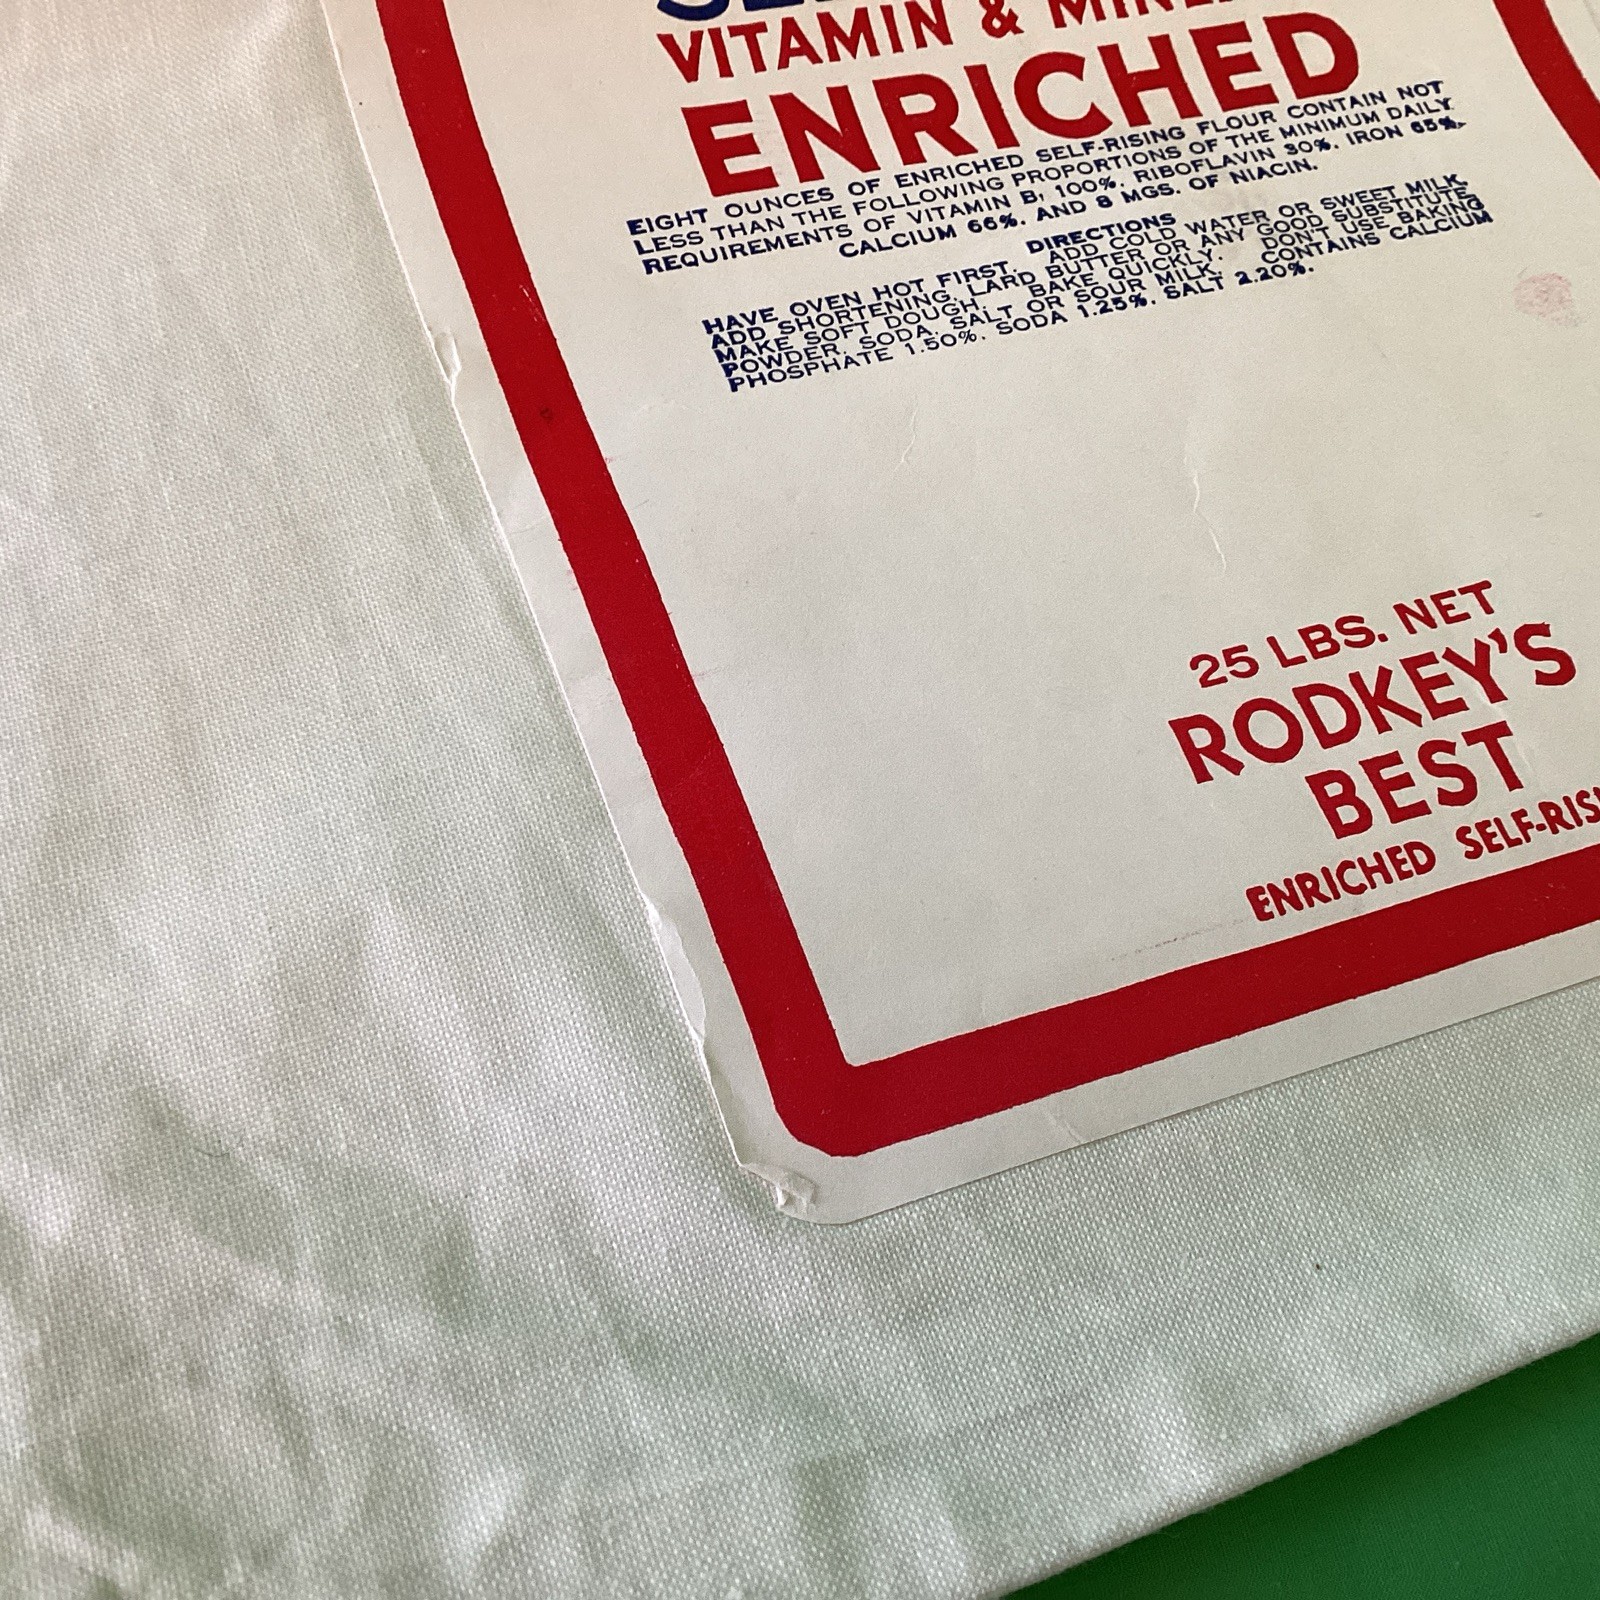 VITAMIN &
ENRICHED
EIGHT OUNCES OF ENRICHED SELF-RISING FLOUR CONTAIN NOT
LESS THAN THE FOLLOWING PROPORTIONS OF THE MINIMUM DAILY
REQUIREMENTS OF VITAMIN B, 100%. RIBOFLAVIN 30%. IRON 65%,
CALCIUM 66%. AND 8 MGS. OF NIACIN.
DIRECTIONS
HAVE OVEN HOT FIRST. ADD COLD WATER OR SWEET MILK.
ADD SHORTENING, LARD BUTTER OR ANY GOOD SUBSTITUTE,
MAKE SOFT DOUGH. BAKE QUICKLY. DON'T USE BAKING
POWDER, SODA, SALT OR SOUR MILK. CONTAINS CALCIUM
PHOSPHATE 1.50%. SODA 1.25%. SALT 2.20%.
25 LBS. NET
RODKEY'S
BEST
ENRICHED SELF-RIS